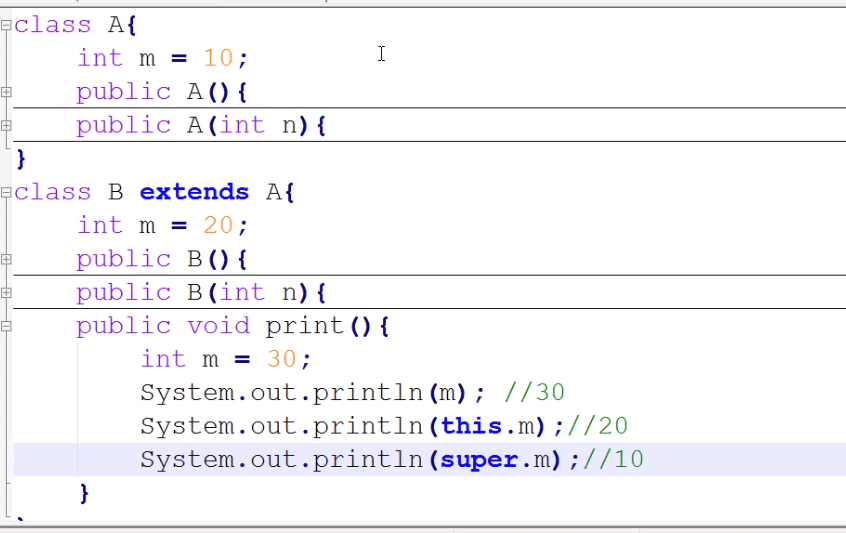 class A{
    int m = 10;
    public A(){
    public A(int n){
}
class B extends A{
    int m = 20;
    public B(){
    public B(int n){
    public void print(){
        int m = 30;
        System.out.println(m); //30
        System.out.println(this.m);//20
        System.out.println(super.m);//10
    }
}